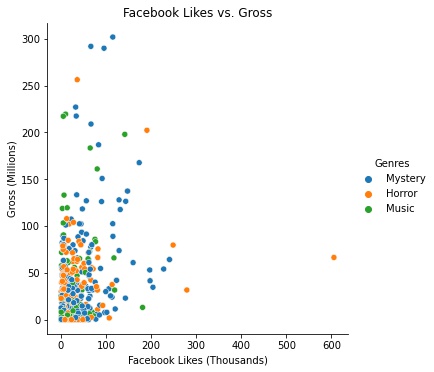 Facebook Likes vs. Gross
300
250
200
150
100
50
0
Gross (Millions)
0 100 200 300 400 500 600
Facebook Likes (Thousands)
Genres
Mystery
Horror
Music